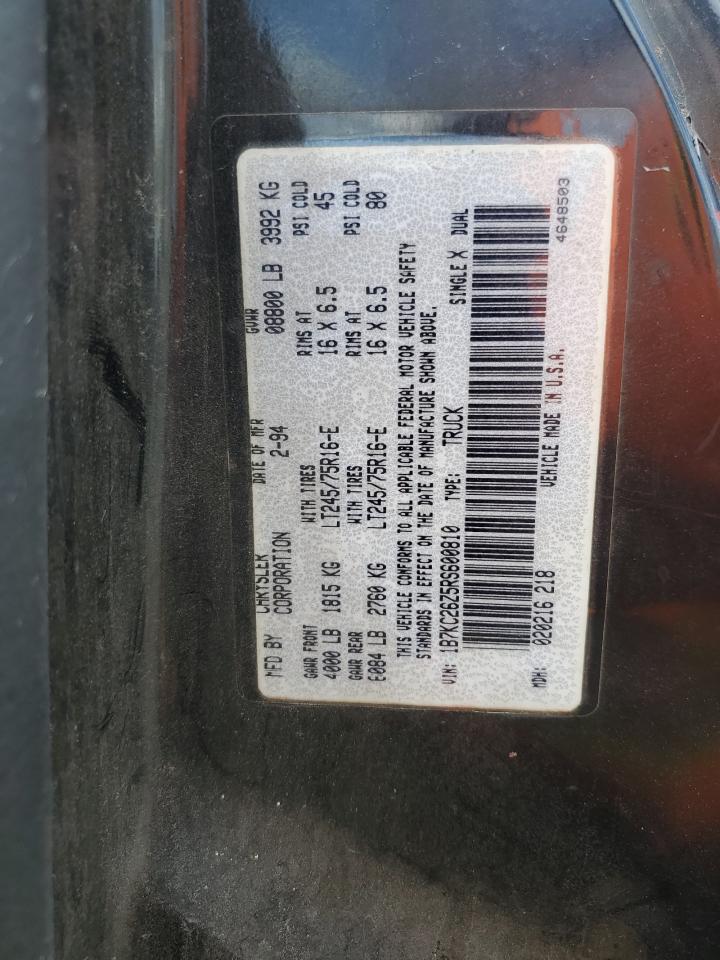 MFD BY CHRYSLER CORPORATION DATE OF MFR 2-94 GVWR 08800 LB 3992 KG
GAWR FRONT WITH TIRES RIMS AT PSI COLD
4000 LB 1815 KG LT245/75R16-E 16 X 6.5 45
GAWR REAR WITH TIRES RIMS AT PSI COLD
6084 LB 2760 KG LT245/75R16-E 16 X 6.5 80
THIS VEHICLE CONFORMS TO ALL APPLICABLE FEDERAL MOTOR VEHICLE SAFETY
STANDARDS IN EFFECT ON THE DATE OF MANUFACTURE SHOWN ABOVE.
VIN: 1B7KC26Z5RS600810 TYPE: TRUCK SINGLE X DUAL
MDH: 020216 218 VEHICLE MADE IN U.S.A. 4648503